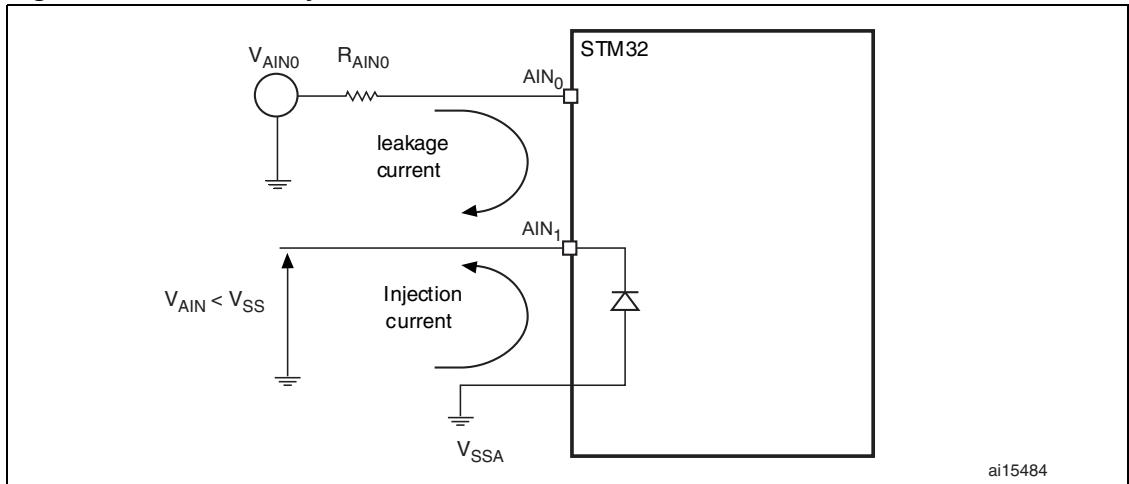 STM32
V_AIN0
R_AIN0
AIN_0
leakage
current
AIN_1
V_AIN < V_SS
Injection
current
V_SSA
ai15484